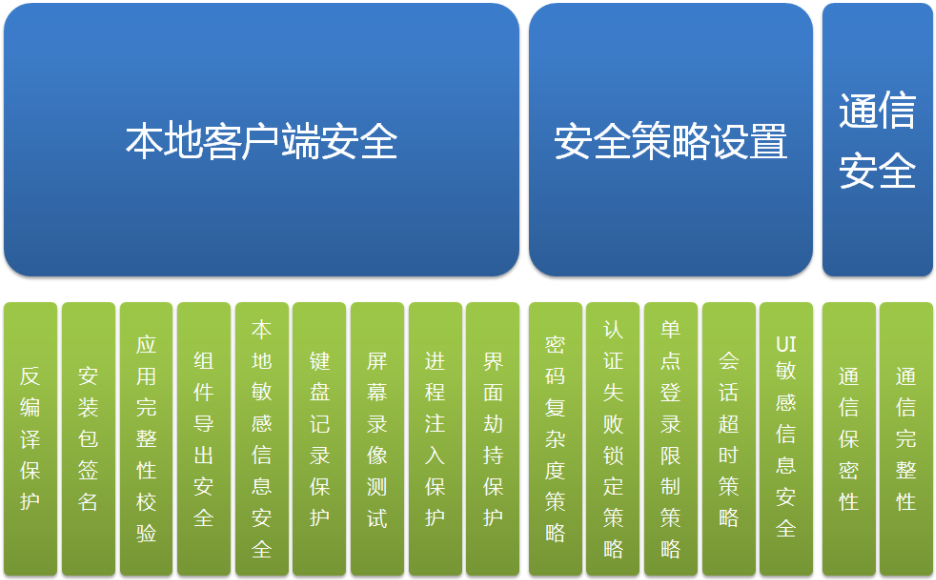 本地客户端安全
安全策略设置
通信
安全
反编译保护
安装包签名
应用完整性校验
组件导出安全
本地敏感信息安全
键盘记录保护
屏幕录像测试
进程注入保护
界面劫持保护
密码复杂度策略
认证失败锁定策略
单点登录限制策略
会话超时策略
UI敏感信息安全
通信保密性
通信完整性